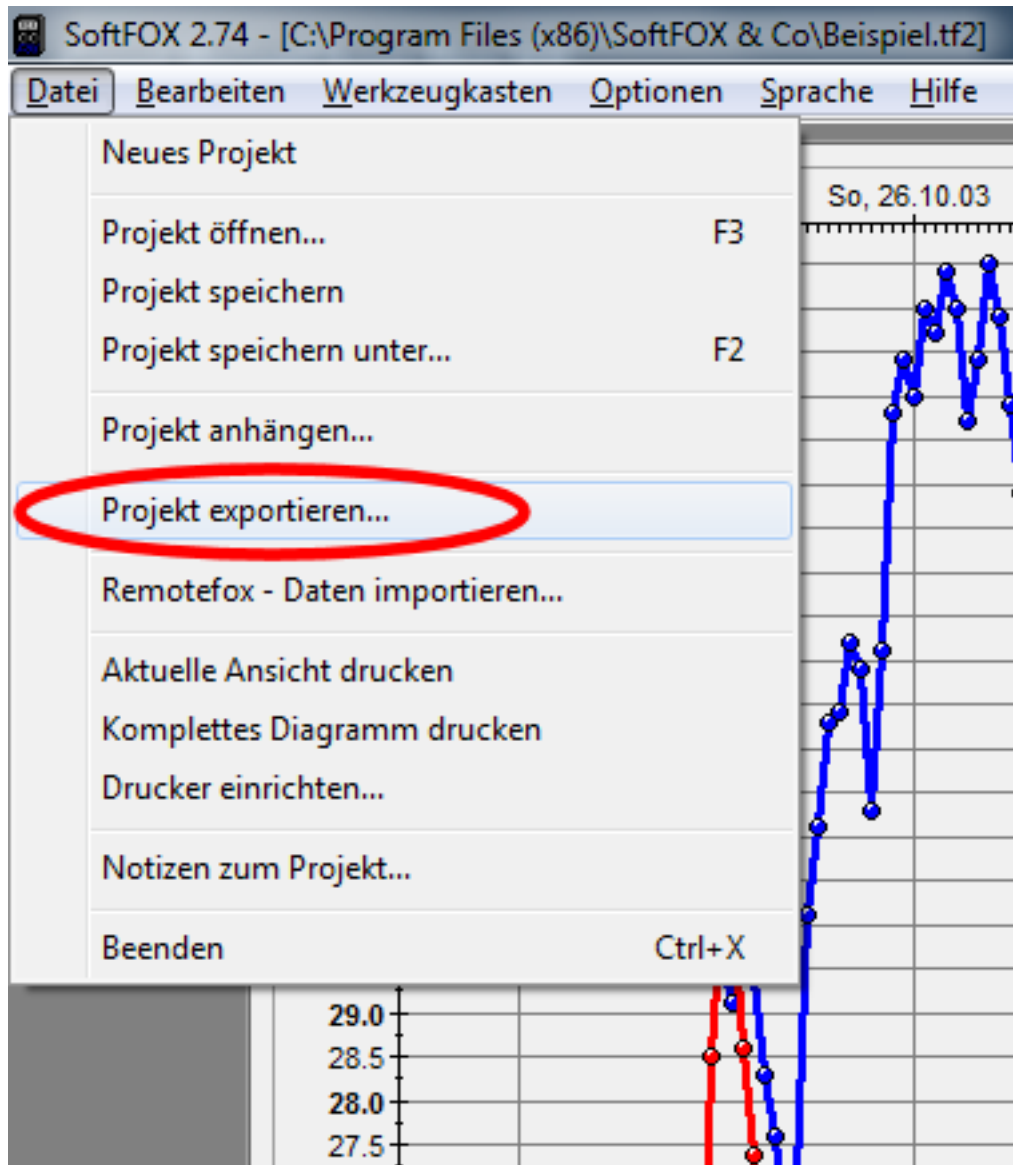 SoftFOX 2.74 - [C:\Program Files (x86)\SoftFOX & Co\Beispiel.tf2]
Datei Bearbeiten Werkzeugkasten Optionen Sprache Hilfe
Neues Projekt
So, 26.10.03
Projekt öffnen... F3
Projekt speichern
Projekt speichern unter... F2
Projekt anhängen...
Projekt exportieren...
Remotefox - Daten importieren...
Aktuelle Ansicht drucken
Komplettes Diagramm drucken
Drucker einrichten...
Notizen zum Projekt...
Beenden Ctrl+X
29.0
28.5
28.0
27.5